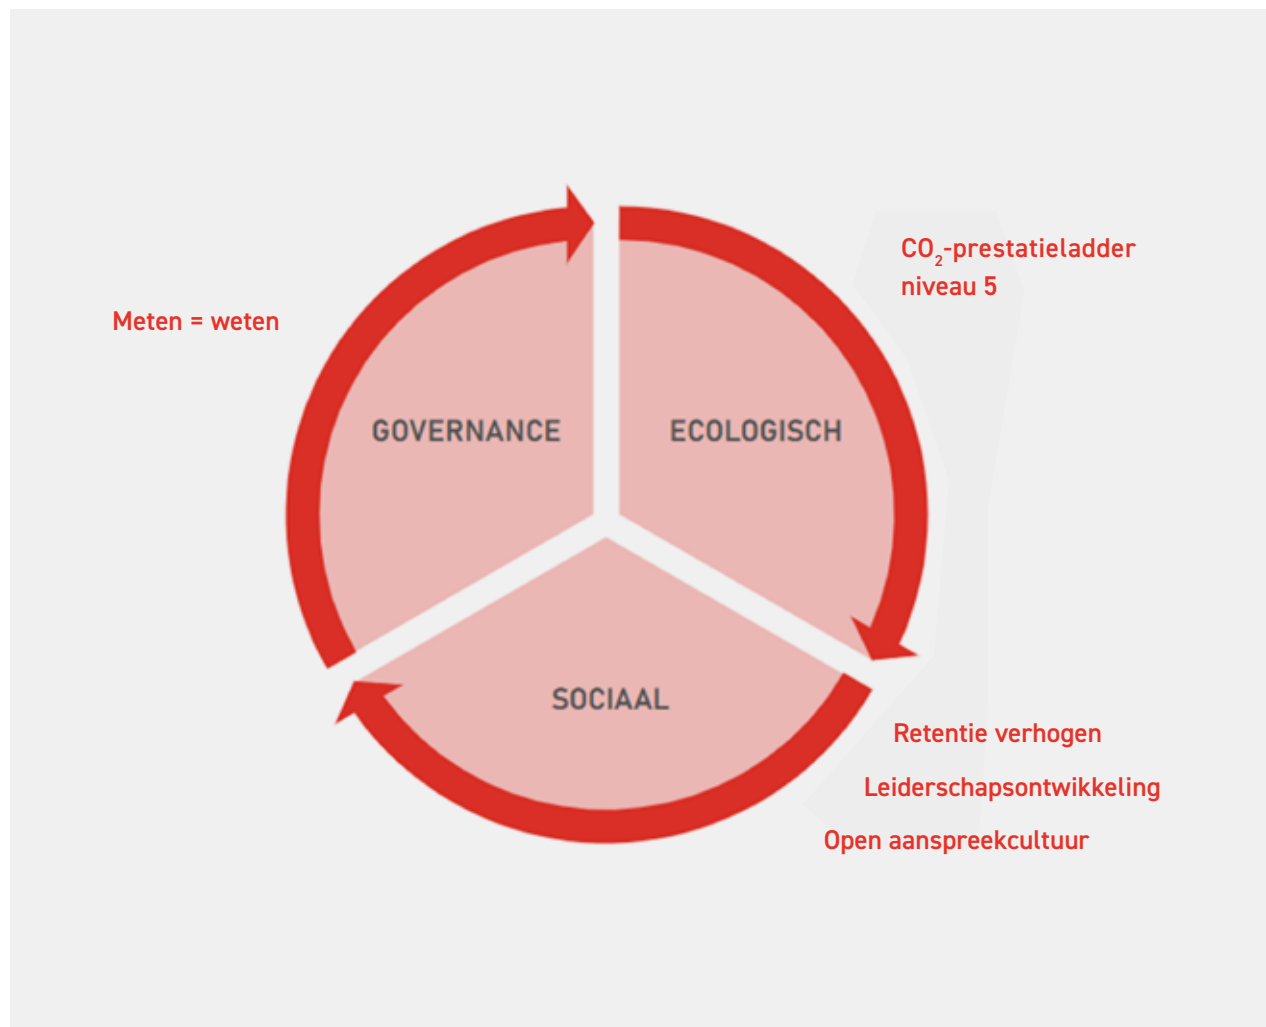 CO₂-prestatieladder
niveau 5
Meten = weten
GOVERNANCE
ECOLOGISCH
SOCIAAL
Retentie verhogen
Leiderschapsontwikkeling
Open aanspreekcultuur